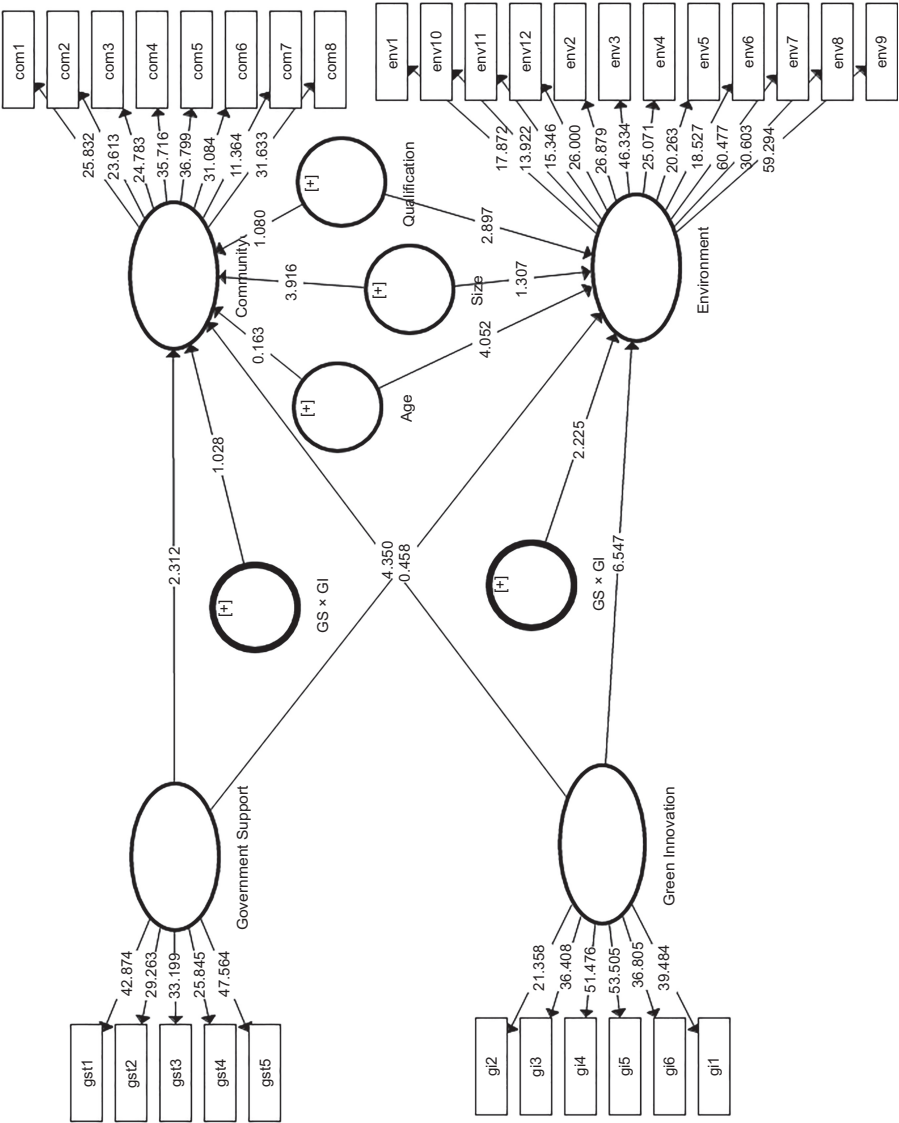 com1
com2
com3
com4
com5
com6
com7
com8
env1
env10
env11
env12
env2
env3
env4
env5
env6
env7
env8
env9
25.832
23.613
24.783
35.716
36.799
31.084
11.364
31.633
17.872
13.922
15.346
26.000
26.879
46.334
25.071
20.263
18.527
60.477
30.603
59.294
[+]
Qualification
1.080
2.897
Community
[+]
Size
3.916
1.307
Environment
[+]
Age
0.163
4.052
1.028
2.225
2.312
4.350
0.458
6.547
[+]
GS × GI
[+]
GS × GI
Government Support
Green Innovation
42.874
29.263
33.199
25.845
47.564
21.358
36.408
51.476
53.505
36.805
39.484
gst1
gst2
gst3
gst4
gst5
gi2
gi3
gi4
gi5
gi6
gi1